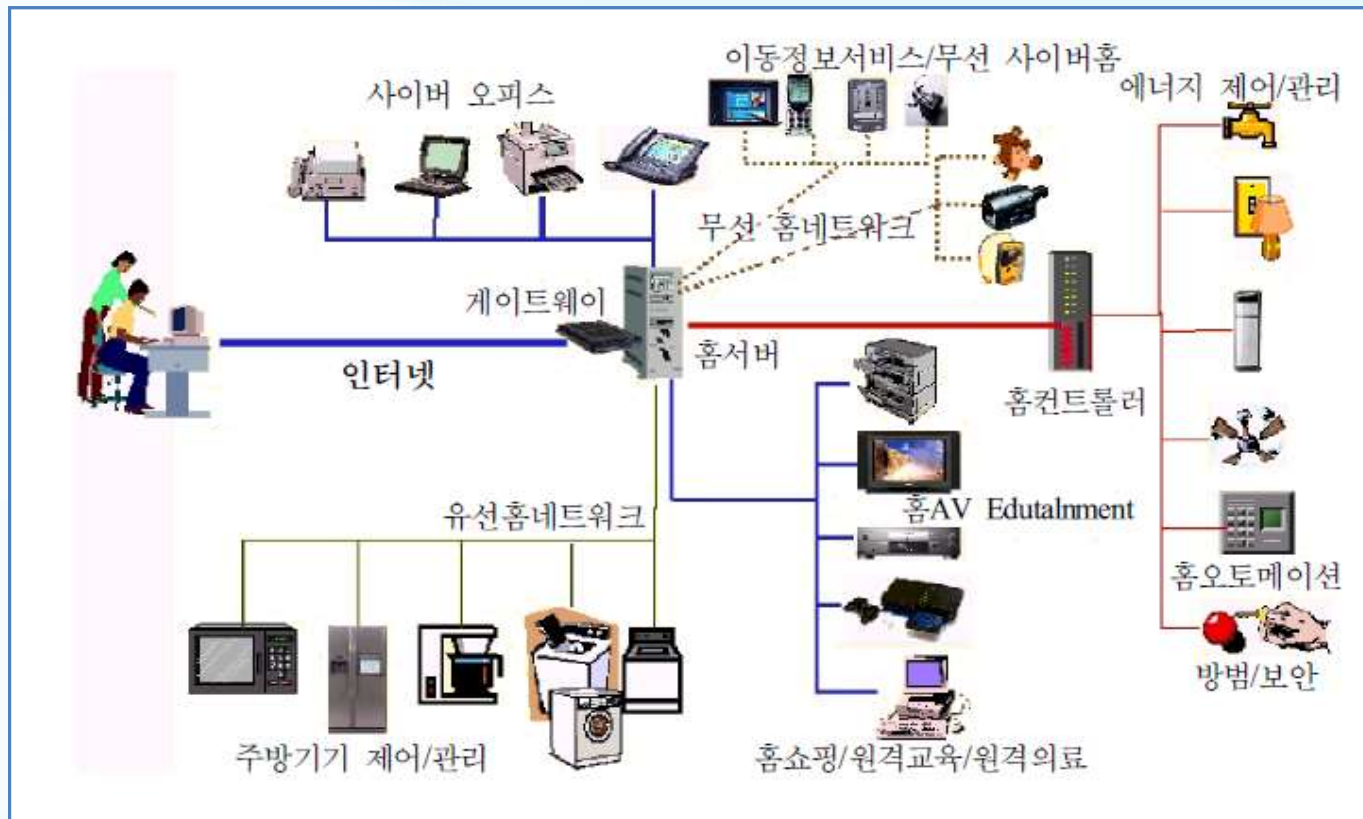 이동정보서비스/무선 사이버홈
에너지 제어/관리
사이버 오피스
무선 홈네트워크
게이트웨이
홈서버
인터넷
홈컨트롤러
유선홈네트워크
홈AV Edutalnment
홈오토메이션
방범/보안
주방기기 제어/관리
홈쇼핑/원격교육/원격의료